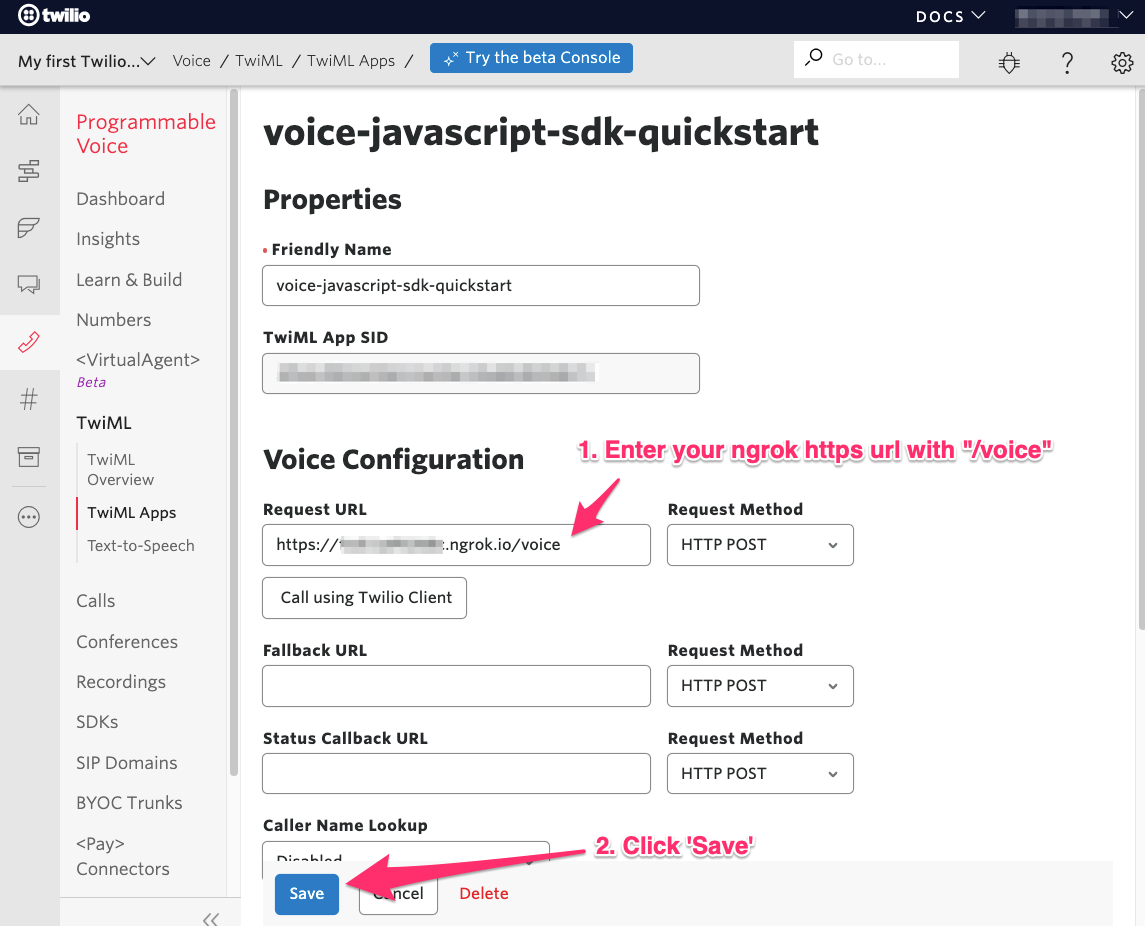 twilio
DOCS
My first Twilio... Voice / TwiML / TwiML Apps / Try the beta Console Go to...
Programmable
Voice
Dashboard
Insights
Learn & Build
Numbers
<VirtualAgent>
Beta
TwiML
TwiML
Overview
TwiML Apps
Text-to-Speech
Calls
Conferences
Recordings
SDKs
SIP Domains
BYOC Trunks
<Pay>
Connectors
voice-javascript-sdk-quickstart
Properties
Friendly Name
voice-javascript-sdk-quickstart
TwiML App SID
1. Enter your ngrok https url with "/voice"
Voice Configuration
Request URL Request Method
https:// .ngrok.io/voice HTTP POST
Call using Twilio Client
Fallback URL Request Method
HTTP POST
Status Callback URL Request Method
HTTP POST
Caller Name Lookup
2. Click 'Save'
Disabled
Save Cancel Delete